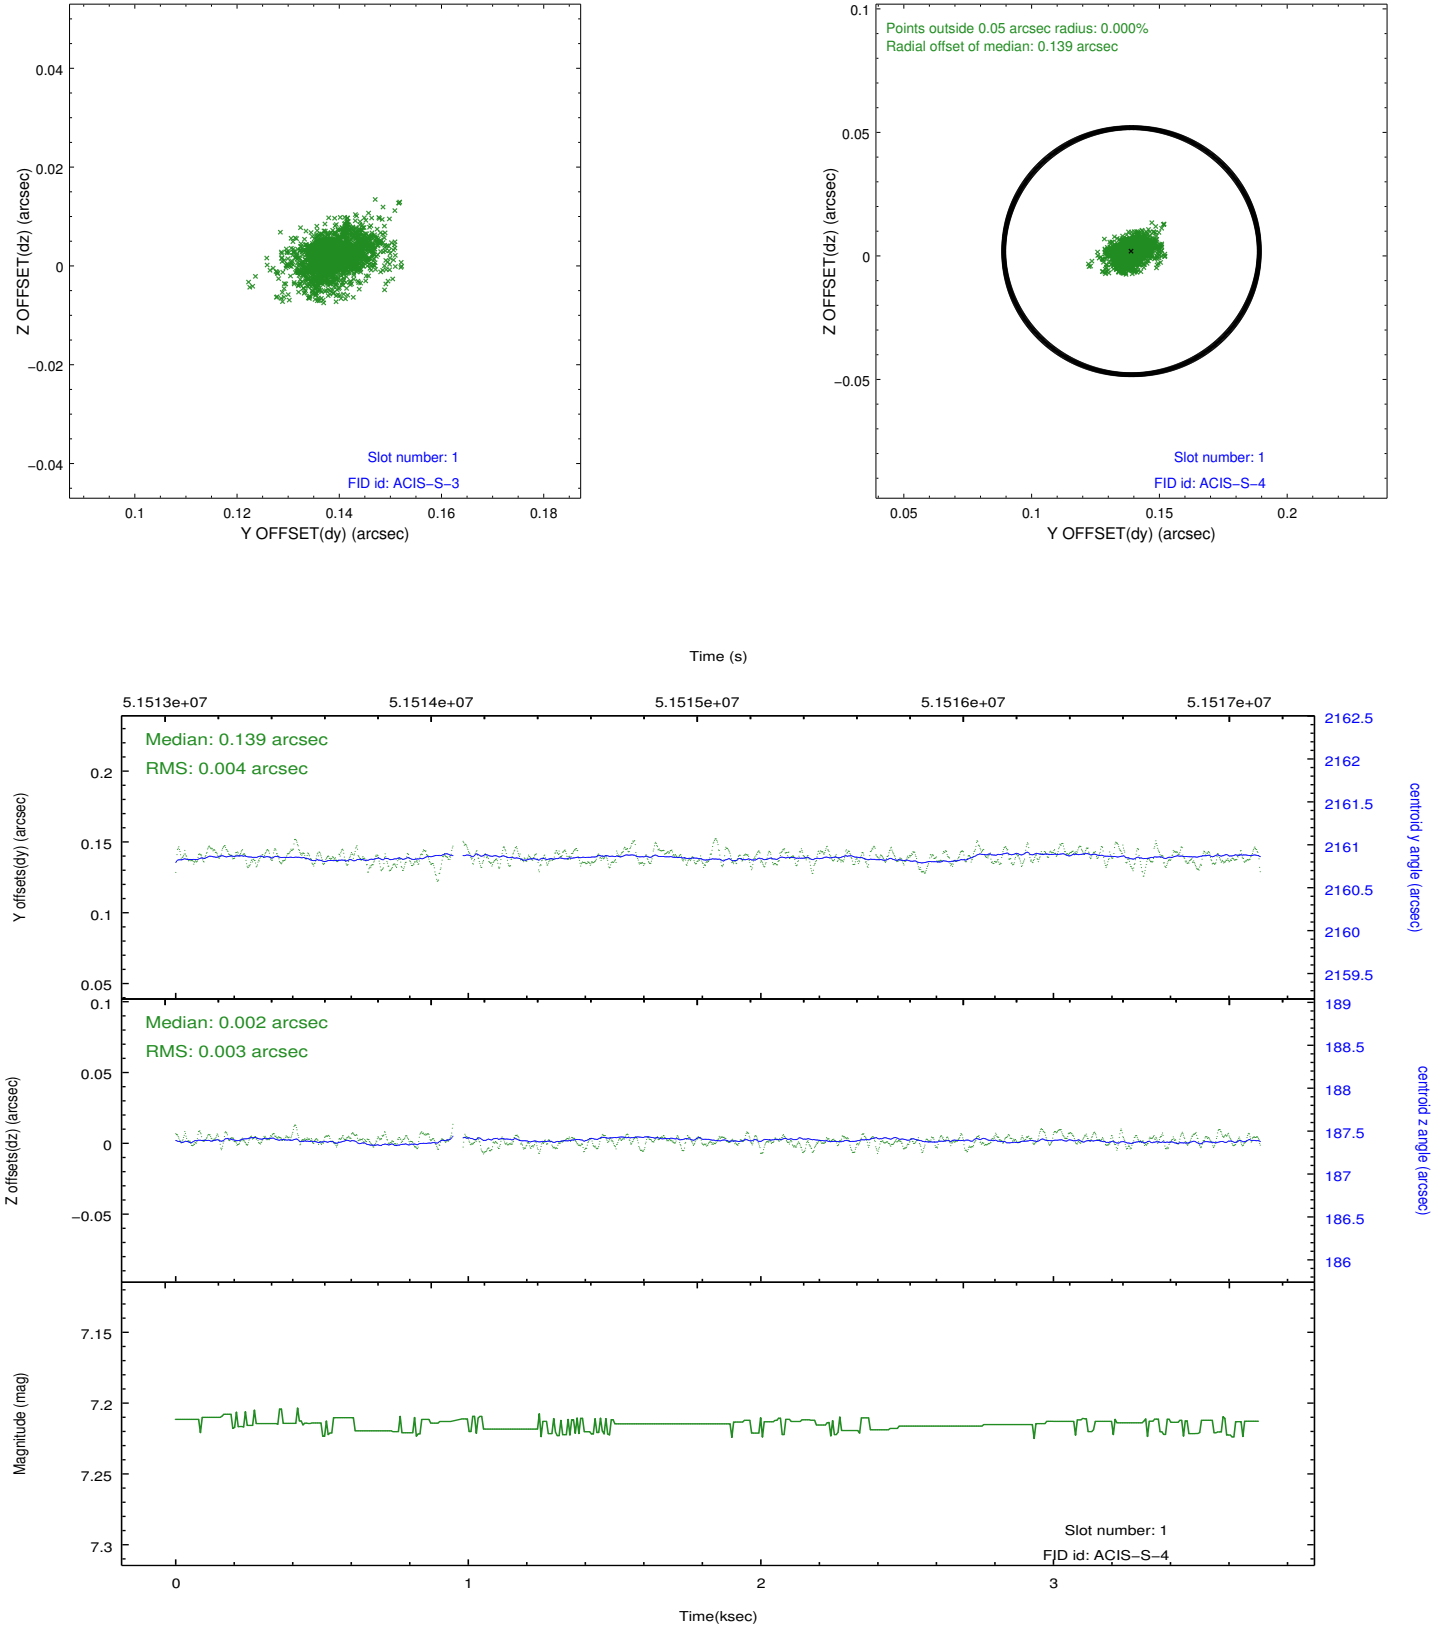 0.04
0.02
0
−0.02
−0.04
Z OFFSET(dz) (arcsec)
Slot number: 1
FID id: ACIS−S−3
0.1
0.12
0.14
0.16
0.18
Y OFFSET(dy) (arcsec)
Points outside 0.05 arcsec radius: 0.000%
Radial offset of median: 0.139 arcsec
0.1
0.05
0
−0.05
Z OFFSET(dz) (arcsec)
Slot number: 1
FID id: ACIS−S−4
0.05
0.1
0.15
0.2
Y OFFSET(dy) (arcsec)
Time (s)
5.1513e+07
5.1514e+07
5.1515e+07
5.1516e+07
5.1517e+07
Median: 0.139 arcsec
RMS: 0.004 arcsec
0.2
0.15
0.1
0.05
Y offsets(dy) (arcsec)
2162.5
2162
2161.5
2161
2160.5
2160
2159.5
centroid y angle (arcsec)
Median: 0.002 arcsec
RMS: 0.003 arcsec
0.1
0.05
0
−0.05
Z offsets(dz) (arcsec)
189
188.5
188
187.5
187
186.5
186
centroid z angle (arcsec)
7.15
7.2
7.25
7.3
Magnitude (mag)
Slot number: 1
FID id: ACIS−S−4
0
1
2
3
Time(ksec)